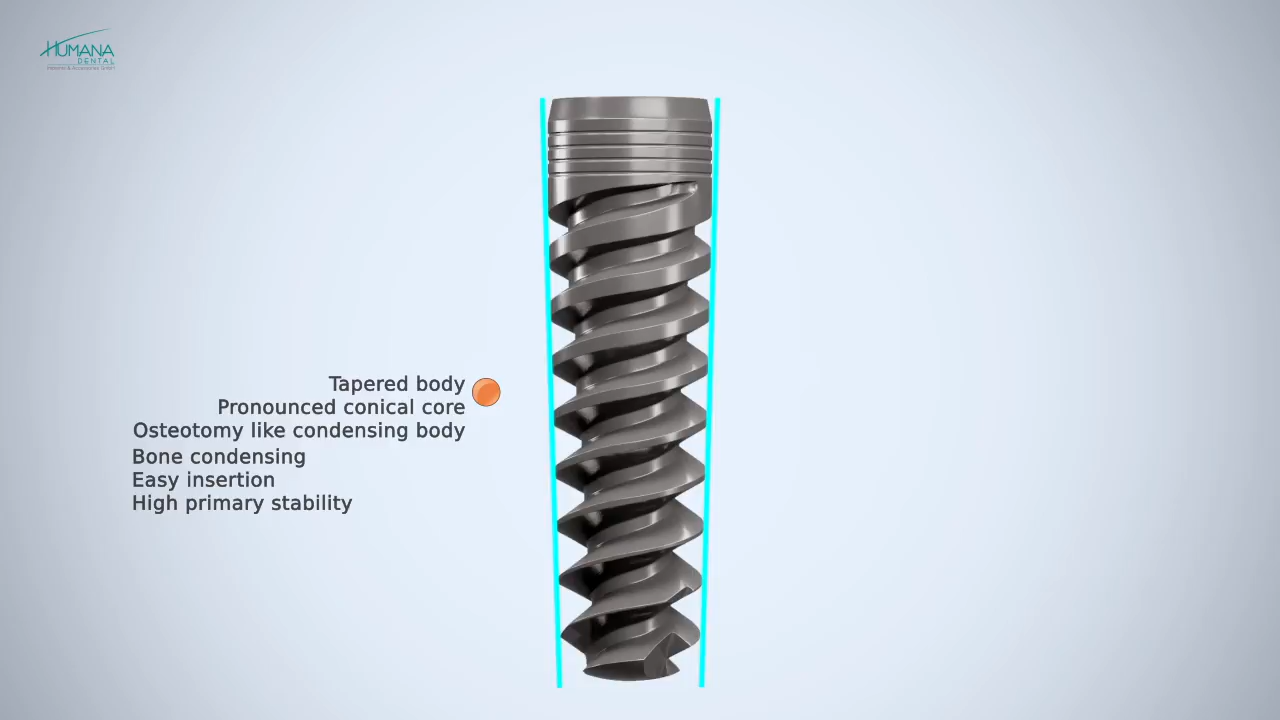 HUMANA
DENTAL
Tapered body
Pronounced conical core
Osteotomy like condensing body
Bone condensing
Easy insertion
High primary stability